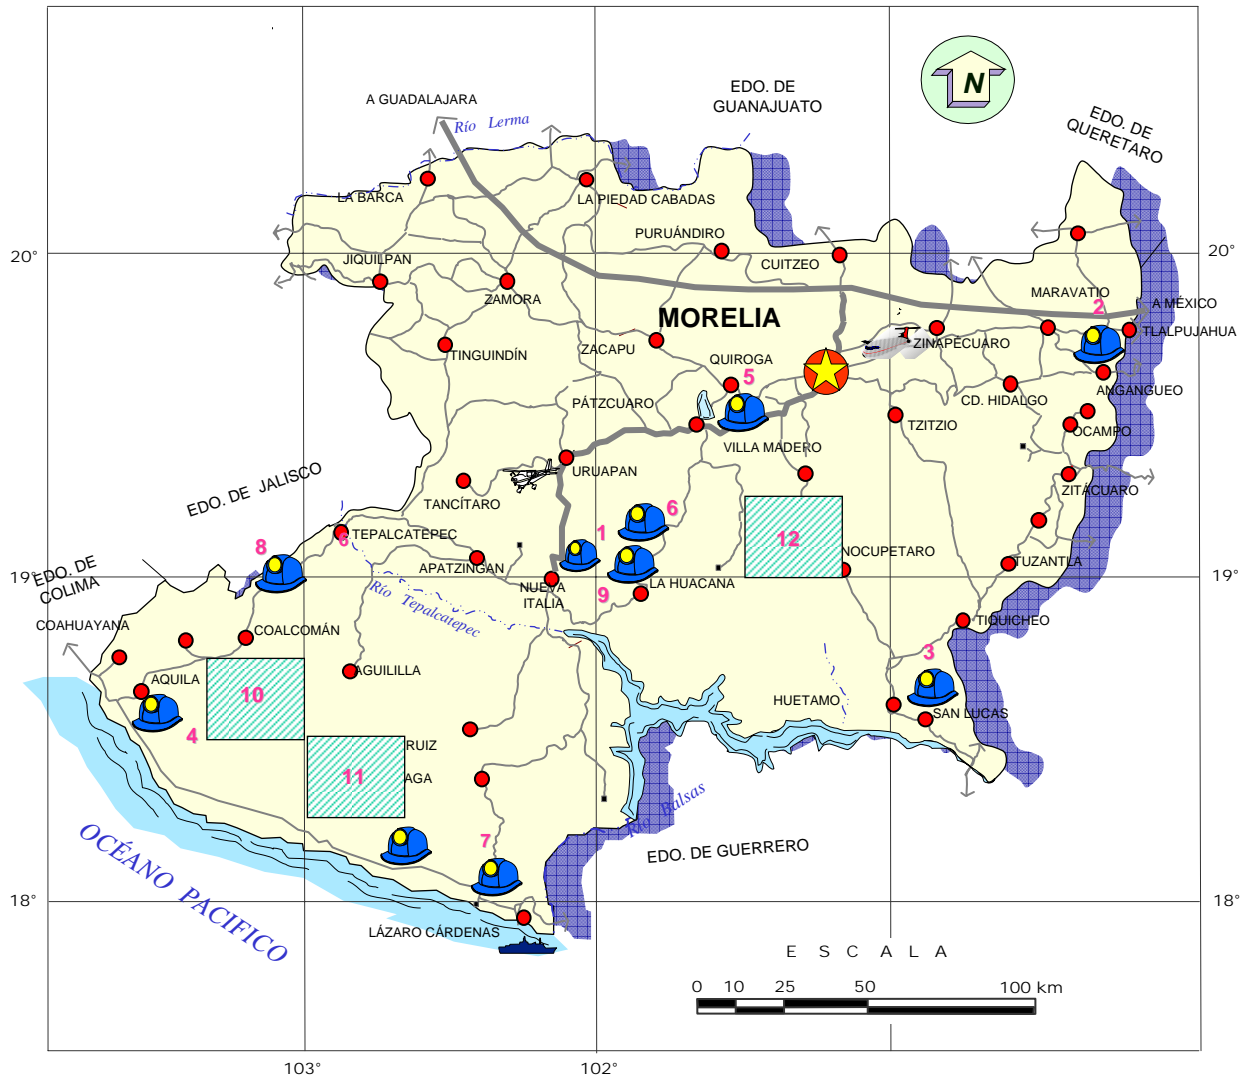 A GUADALAJARA
Río Lerma
EDO. DE
GUANAJUATO
N
EDO. DE
QUERETARO
LA BARCA
LA PIEDAD CABADAS
PURUÁNDIRO
CUITZEO
20°
20°
JIQUILPAN
ZAMORA
MARAVATIO
A MÉXICO
2
MORELIA
TLALPUJAHUA
TINGUINDÍN
ZACAPU
ZINAPECUARO
QUIROGA
5
CD. HIDALGO
ANGANGUEO
PÁTZCUARO
TZITZIO
OCAMPO
VILLA MADERO
EDO. DE JALISCO
URUAPAN
TANCÍTARO
ZITÁCUARO
6
TEPALCATEPEC
6
1
12
8
NOCUPETARO
APATZINGAN
TUZANTLA
EDO. DE
COLIMA
19°
19°
NUEVA
ITALIA
LA HUACANA
9
Río Tepalcatepec
COAHUAYANA
COALCOMÁN
TIQUICHEO
3
AQUILA
AGUILILLA
10
HUETAMO
SAN LUCAS
4
RUIZ
11
AGA
Río Balsas
OCÉANO PACIFICO
7
EDO. DE GUERRERO
18°
18°
LÁZARO CÁRDENAS
E S C A L A
0 10 25 50 100 km
103°
102°